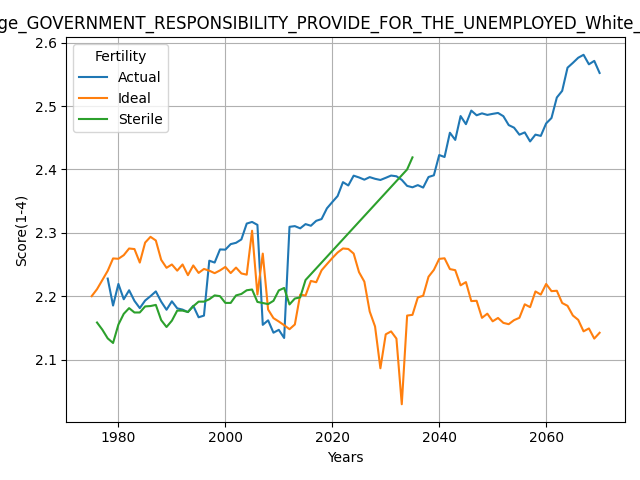 ge_GOVERNMENT_RESPONSIBILITY_PROVIDE_FOR_THE_UNEMPLOYED_White_
Fertility
Actual
Ideal
Sterile
Score(1-4)
2.6
2.5
2.4
2.3
2.2
2.1
1980
2000
2020
2040
2060
Years